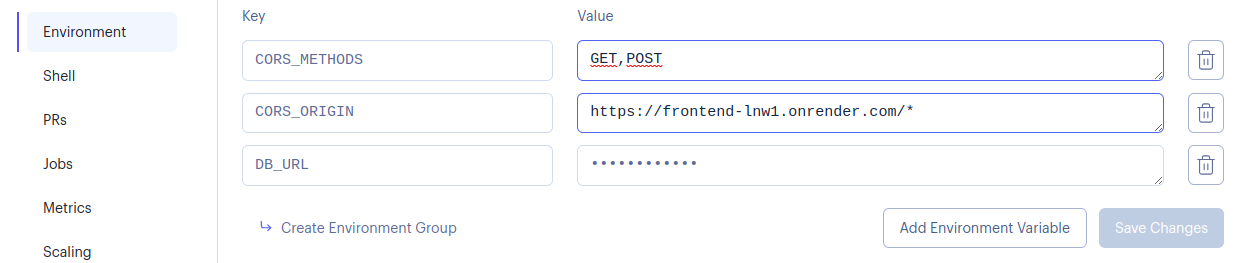 Key Value
Environment
CORS_METHODS GET,POST
Shell
CORS_ORIGIN https://frontend-lnw1.onrender.com/*
PRs
Jobs
DB_URL ••••••••••••
Metrics
Create Environment Group Add Environment Variable Save Changes
Scaling